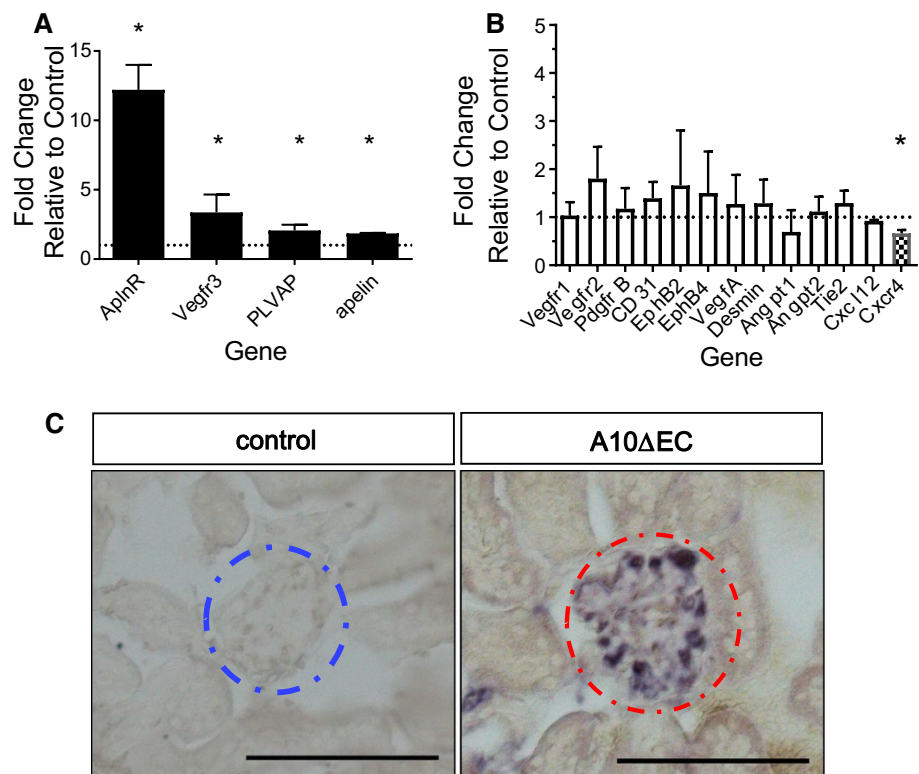 A
*
15
10
5
0
Fold Change
Relative to Control
* * *
AplnR
Vegfr3
PLVAP
apelin
Gene
B
5
4
3
2
1
0
Fold Change
Relative to Control
*
Vegfr1
Vegfr2
Pdgfr B
CD 31
EphB2
EphB4
VegfA
Desmin
Ang pt1
Angpt2
Tie2
Cxc l12
Cxcr4
Gene
C
control
A10ΔEC